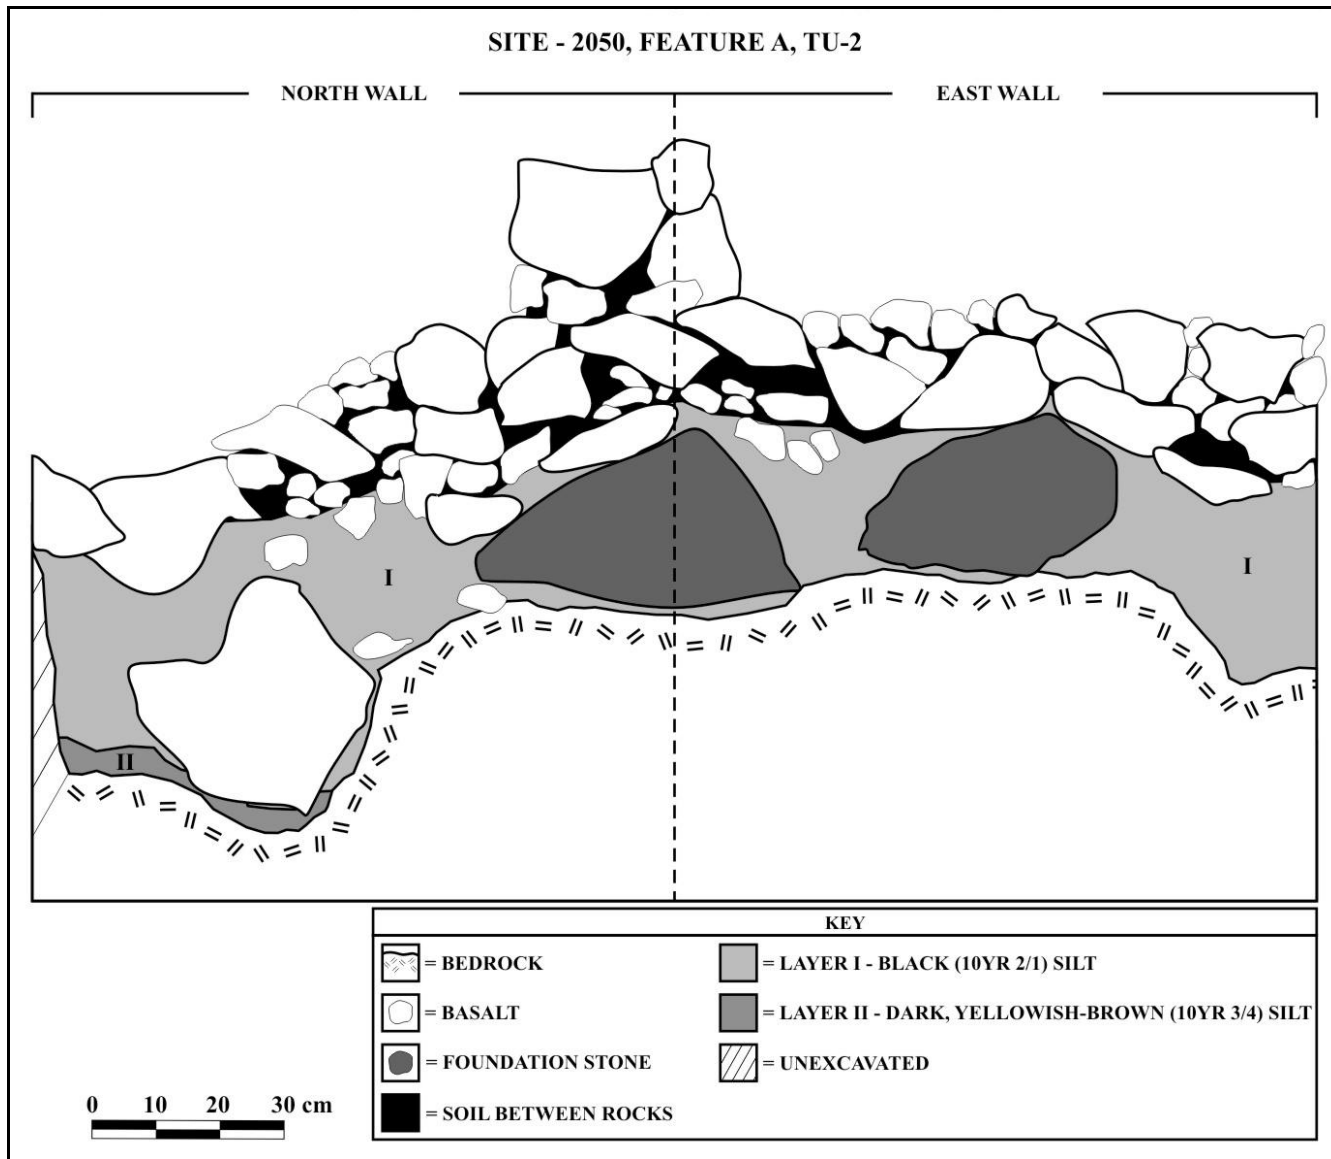 SITE - 2050, FEATURE A, TU-2
NORTH WALL
EAST WALL
I
I
II
KEY
= BEDROCK
= BASALT
= FOUNDATION STONE
= SOIL BETWEEN ROCKS
= LAYER I - BLACK (10YR 2/1) SILT
= LAYER II - DARK, YELLOWISH-BROWN (10YR 3/4) SILT
= UNEXCAVATED
0 10 20 30 cm